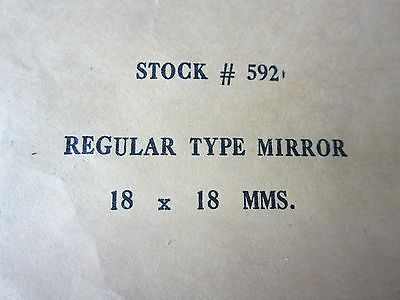 STOCK # 592
REGULAR TYPE MIRROR
18 x 18 MMS.